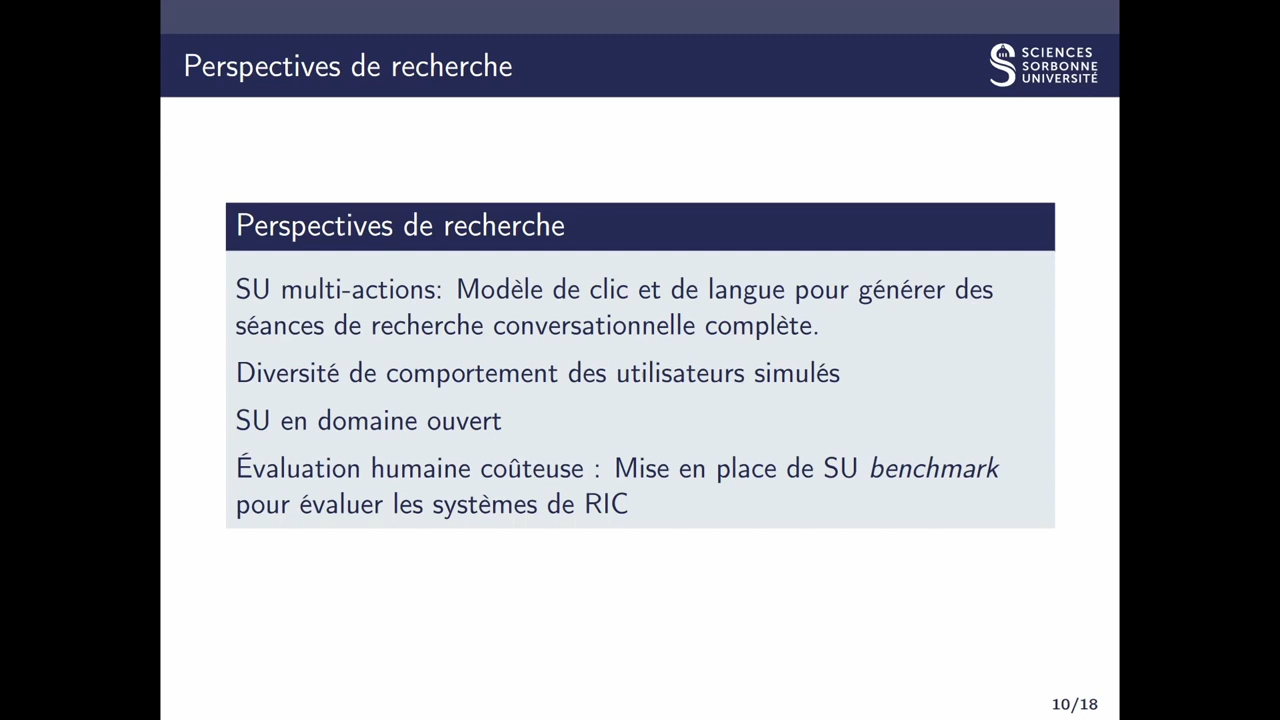 Perspectives de recherche
SCIENCES
SORBONNE
UNIVERSITÉ
Perspectives de recherche
SU multi-actions: Modèle de clic et de langue pour générer des
séances de recherche conversationnelle complète.
Diversité de comportement des utilisateurs simulés
SU en domaine ouvert
Évaluation humaine coûteuse : Mise en place de SU benchmark
pour évaluer les systèmes de RIC
10/18